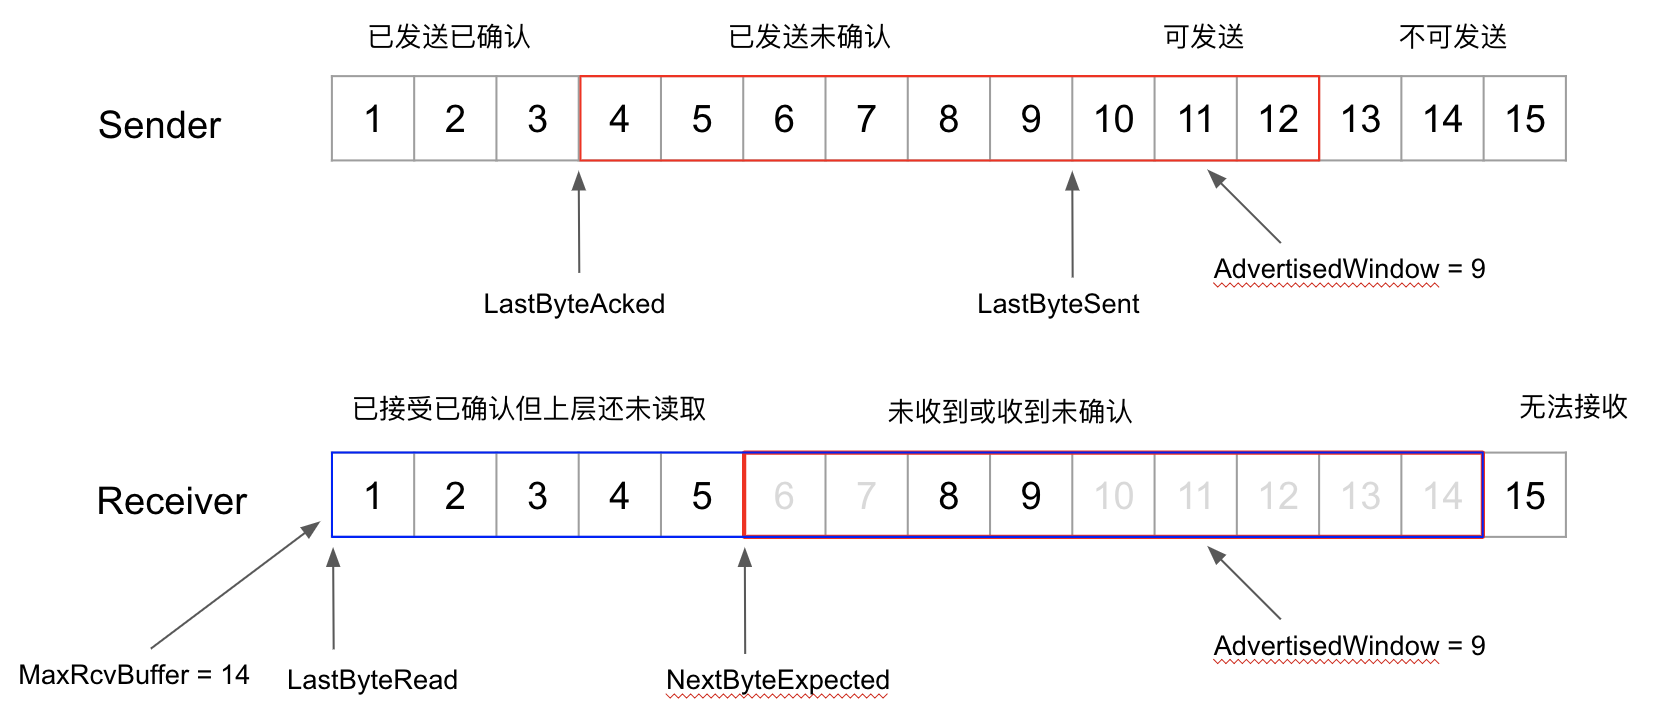 已发送已确认 已发送未确认 可发送 不可发送
Sender 1 2 3 4 5 6 7 8 9 10 11 12 13 14 15
AdvertisedWindow = 9
LastByteAcked LastByteSent
已接受已确认但上层还未读取 未收到或收到未确认 无法接收
Receiver 1 2 3 4 5 6 7 8 9 10 11 12 13 14 15
AdvertisedWindow = 9
MaxRcvBuffer = 14 LastByteRead NextByteExpected